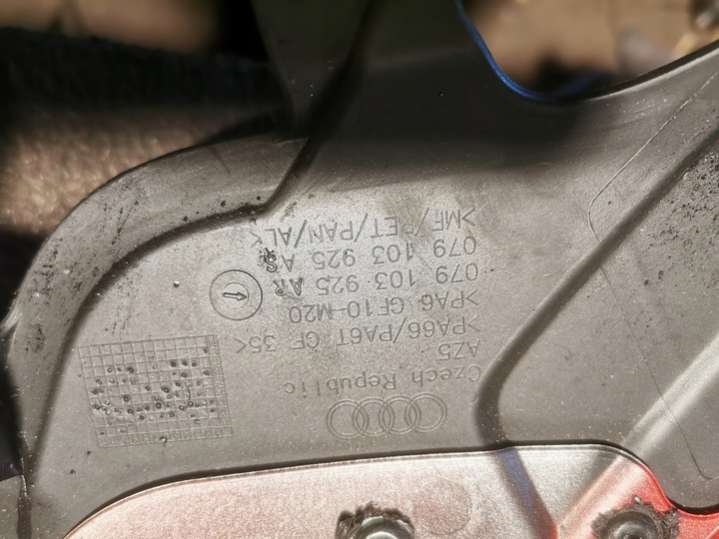 Czech Republic
AZ5
>PA66/PA6T GF 35<
>PA6 GF10-M20
079 103 925 AR
079 103 925 AS
>MF/PET/PAN/AL<